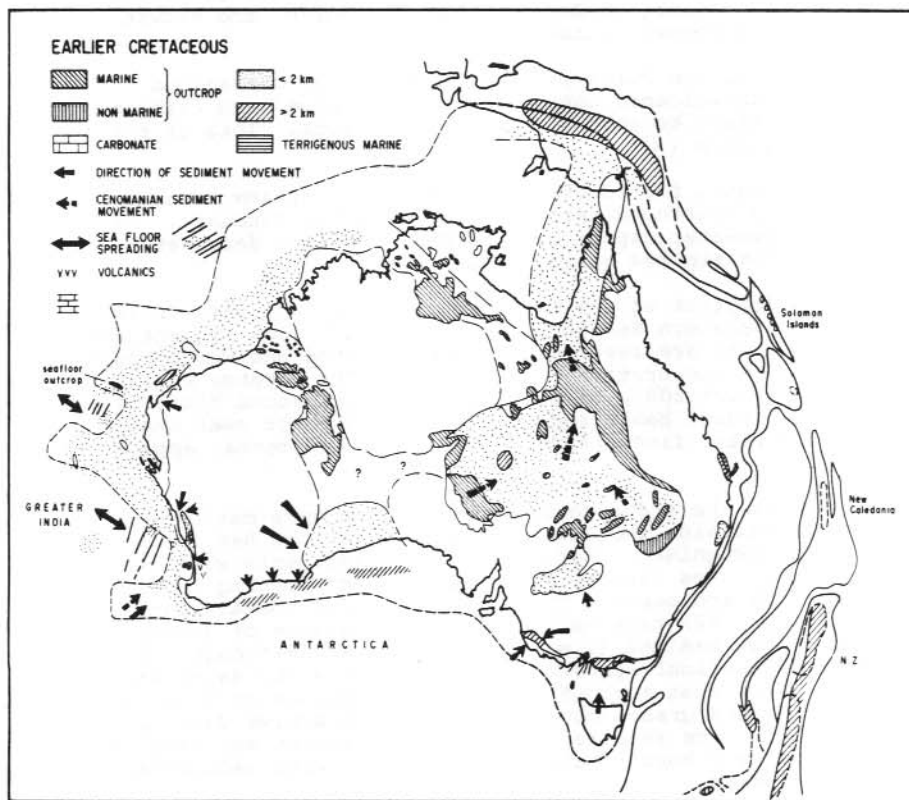 EARLIER CRETACEOUS
MARINE
NON MARINE
OUTCROP
CARBONATE
< 2 km
> 2 km
TERRIGENOUS MARINE
DIRECTION OF SEDIMENT MOVEMENT
CENOMANIAN SEDIMENT
MOVEMENT
SEA FLOOR
SPREADING
vvv VOLCANICS
Solomon
Islands
seafloor
outcrop
? ?
GREATER
INDIA
New
Caledonia
ANTARCTICA
N Z